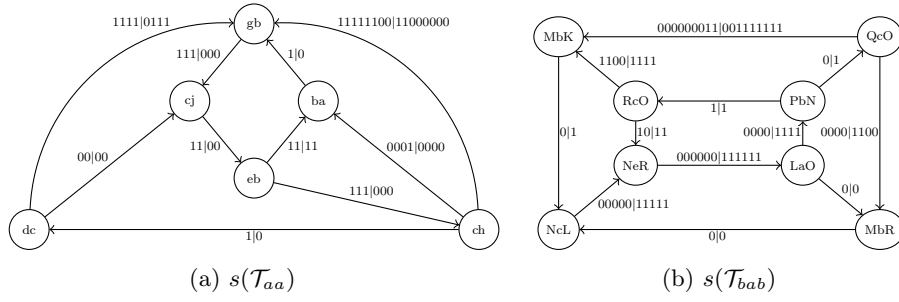 gb
1111|0111
11111100|11000000
111|000
1|0
cj
ba
00|00
11|00
11|11
0001|0000
eb
111|000
dc
ch
1|0
(a) s(𝒯aa)
MbK
000000011|001111111
QcO
1100|1111
0|1
RcO
PbN
1|1
0|1
10|11
0000|1111
0000|1100
NeR
000000|111111
LaO
00000|11111
0|0
NcL
0|0
MbR
(b) s(𝒯bab)